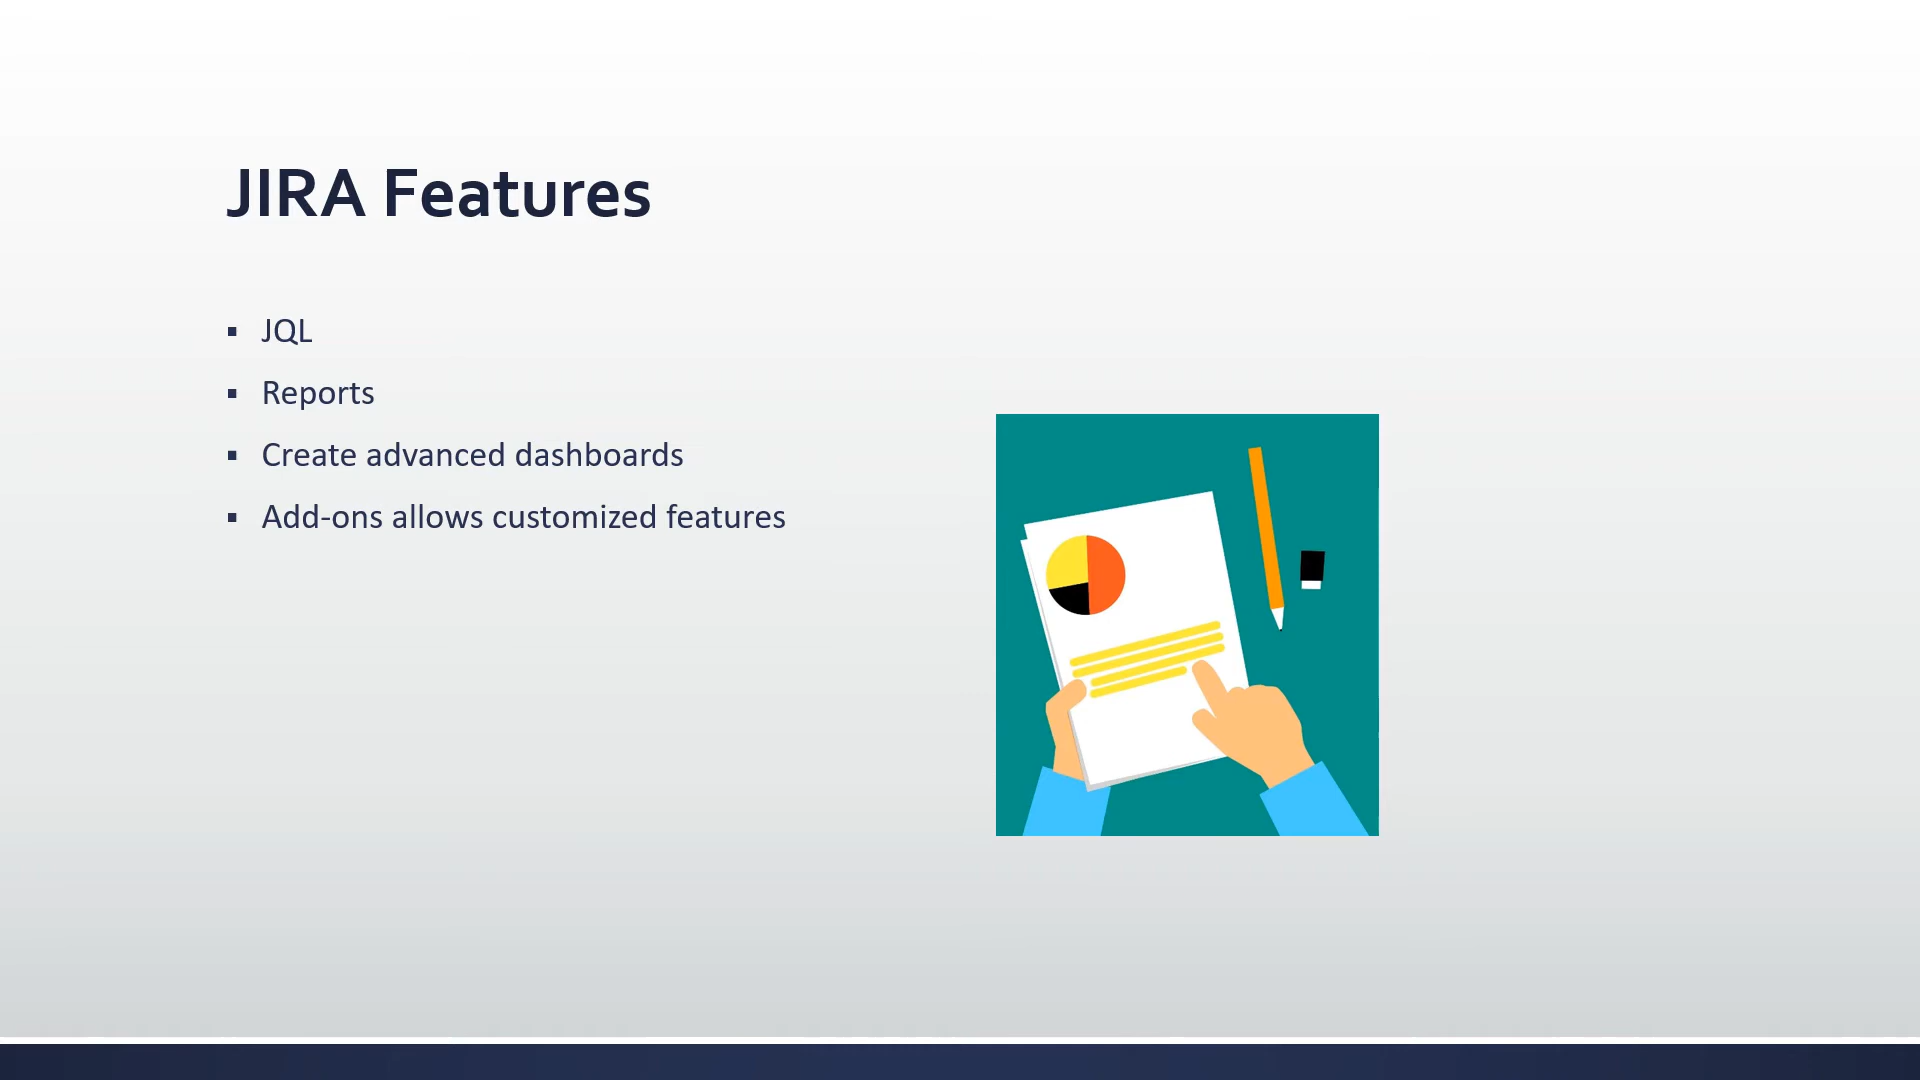 JIRA Features
▪ JQL
▪ Reports
▪ Create advanced dashboards
▪ Add-ons allows customized features